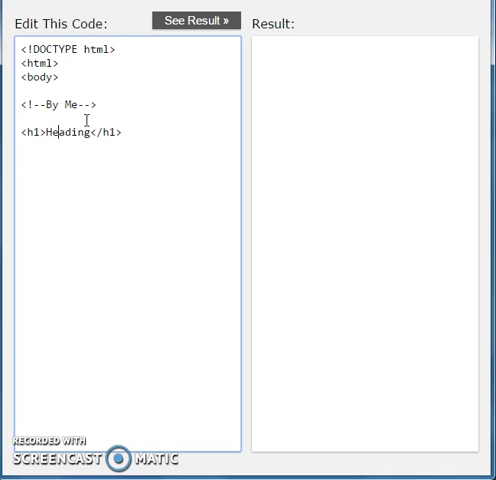 Edit This Code:
See Result »
Result:
<!DOCTYPE html>
<html>
<body>
<!--By Me-->
<h1>Heading</h1>
RECORDED WITH
SCREENCAST MATIC